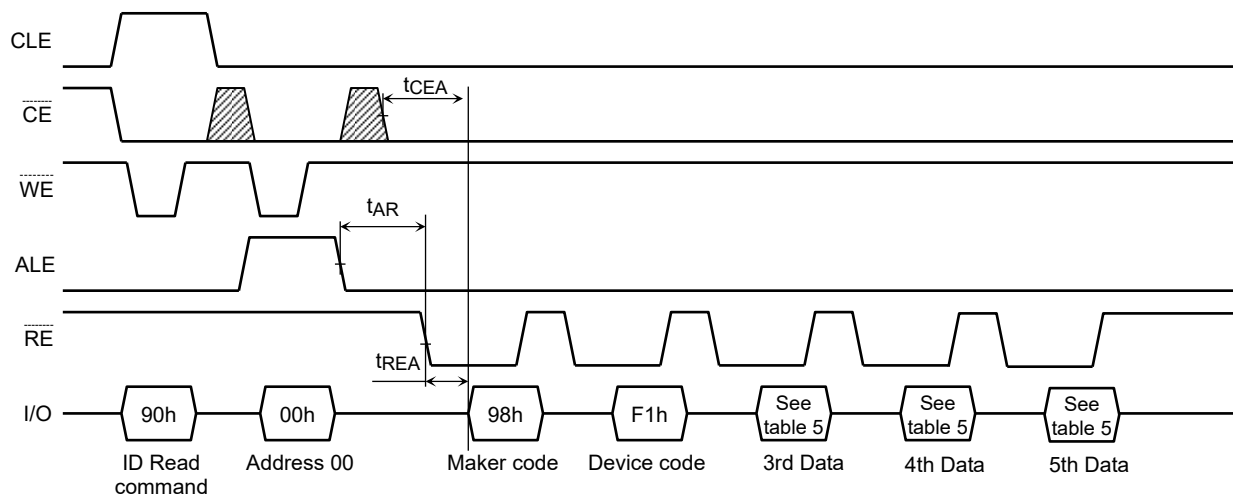 CLE
tCEA
CE
WE
tAR
ALE
RE
tREA
I/O
90h
00h
98h
F1h
See
table 5
See
table 5
See
table 5
ID Read
command
Address 00
Maker code
Device code
3rd Data
4th Data
5th Data